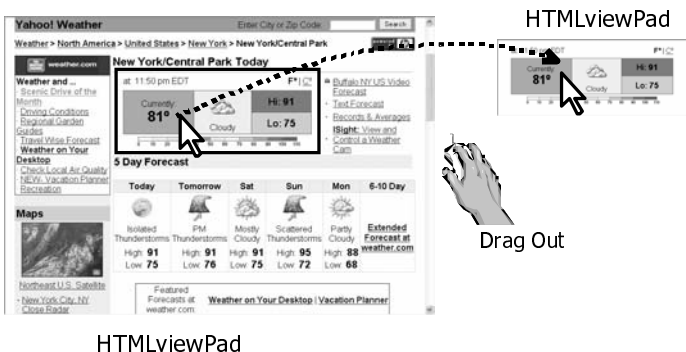 HTMLviewPad
Yahoo! Weather
Enter City or Zip Code:
Search
Weather > North America > United States > New York > New York/Central Park
weather.com
New York/Central Park Today
at: 11:50 pm EDT
F° | C°
Currently:
81°
Cloudy
Hi: 91
Lo: 75
Buffalo NY US Video Forecast
Text Forecast
Records & Averages
ISight: View and Control a Weather Cam
Weather and ...
· Scenic Drive of the Month
· Driving Conditions
· Regional Garden Guides
· Travel Wise Forecast
· Weather on Your Desktop
· Check Local Air Quality
· NEW- Vacation Planner
· Recreation
5 Day Forecast
Today Tomorrow Sat Sun Mon 6-10 Day
Isolated Thunderstorms
PM Thunderstorms
Mostly Cloudy
Scattered Thunderstorms
Partly Cloudy
Extended Forecast at weather.com
High: 91 High: 91 High: 91 High: 95 High: 88
Low: 75 Low: 76 Low: 75 Low: 72 Low: 68
Maps
Northeast U.S. Satellite
· New York City, NY Close Radar
Featured Forecasts at weather.com:
Weather on Your Desktop | Vacation Planner
pm EDT
F° | C°
Currently:
81°
Cloudy
Hi: 91
Lo: 75
Drag Out
HTMLviewPad